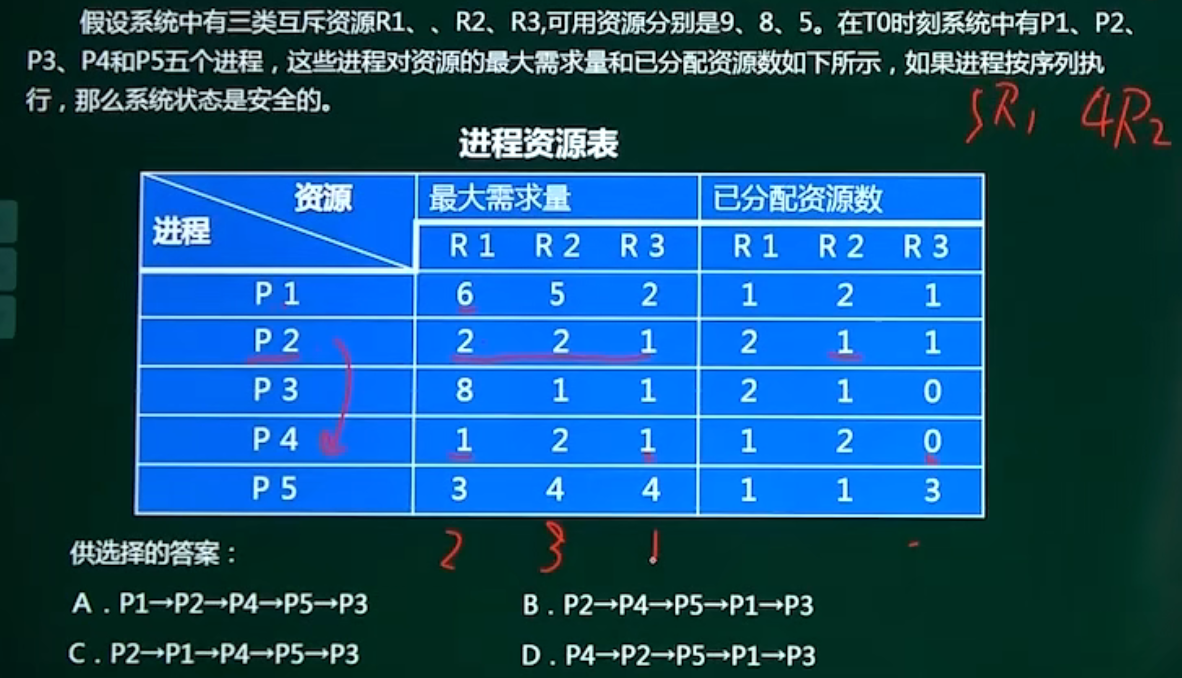 假设系统中有三类互斥资源R1、、R2、R3,可用资源分别是9、8、5。在T0时刻系统中有P1、P2、
P3、P4和P5五个进程，这些进程对资源的最大需求量和已分配资源数如下所示，如果进程按序列执
行，那么系统状态是安全的。
5R1 4R2
进程资源表
资源 最大需求量 已分配资源数
进程 R1 R2 R3 R1 R2 R3
P1 6 5 2 1 2 1
P2 2 2 1 2 1 1
P3 8 1 1 2 1 0
P4 1 2 1 1 2 0
P5 3 4 4 1 1 3
2 3 1
供选择的答案：
A．P1→P2→P4→P5→P3 B．P2→P4→P5→P1→P3
C．P2→P1→P4→P5→P3 D．P4→P2→P5→P1→P3